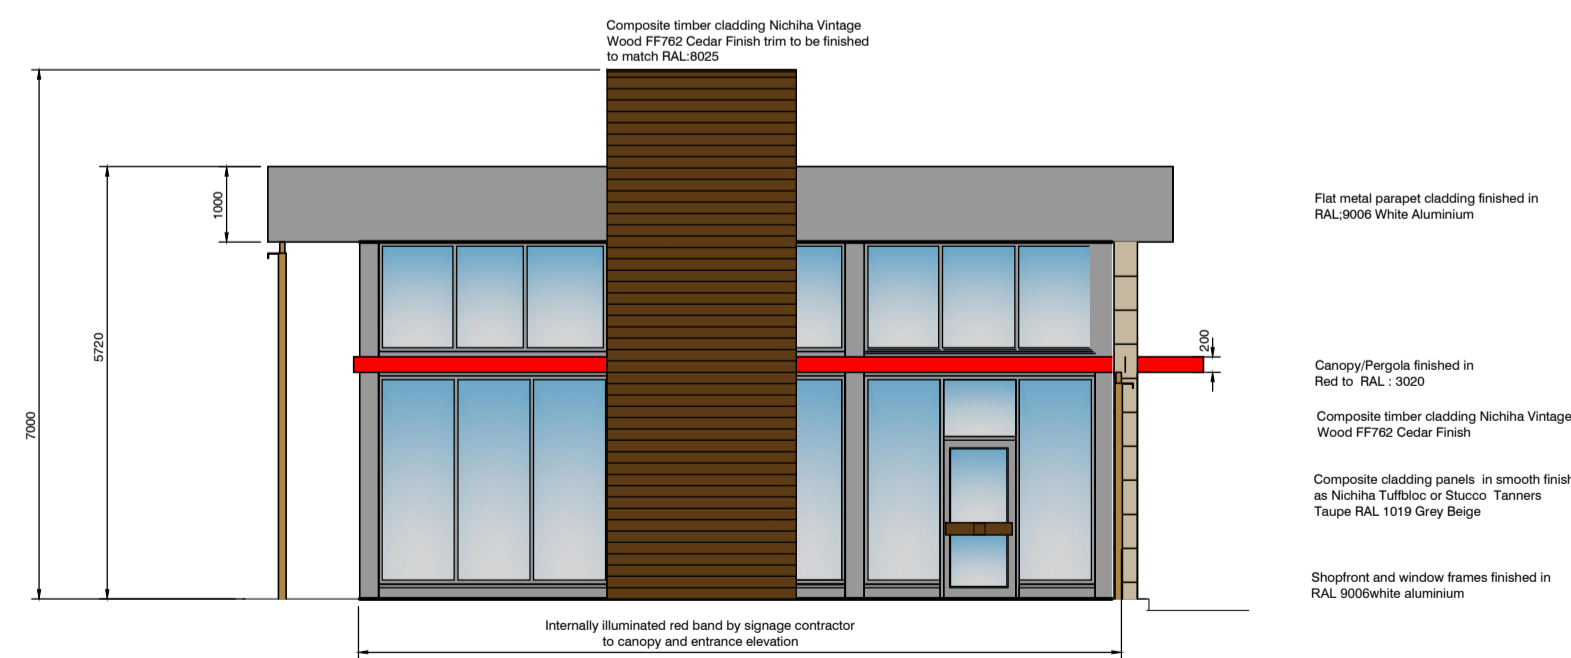 Composite timber cladding Nichiha Vintage
Wood FF762 Cedar Finish trim to be finished
to match RAL:8025
7000
5720
1000
200
Flat metal parapet cladding finished in
RAL;9006 White Aluminium
Canopy/Pergola finished in
Red to RAL : 3020
Composite timber cladding Nichiha Vintage
Wood FF762 Cedar Finish
Composite cladding panels in smooth finish
as Nichiha Tuffbloc or Stucco Tanners
Taupe RAL 1019 Grey Beige
Shopfront and window frames finished in
RAL 9006white aluminium
Internally illuminated red band by signage contractor
to canopy and entrance elevation